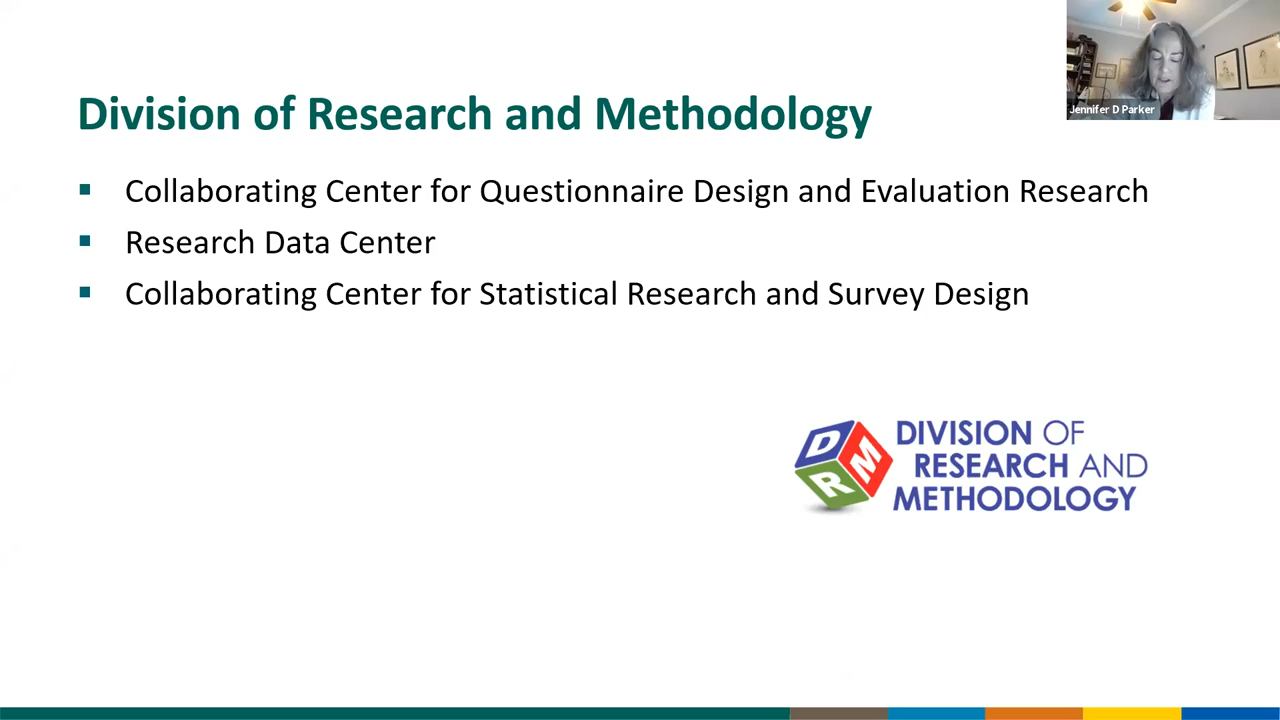 Division of Research and Methodology
Jennifer D Parker
▪ Collaborating Center for Questionnaire Design and Evaluation Research
▪ Research Data Center
▪ Collaborating Center for Statistical Research and Survey Design
D
R
M
DIVISION OF
RESEARCH AND
METHODOLOGY